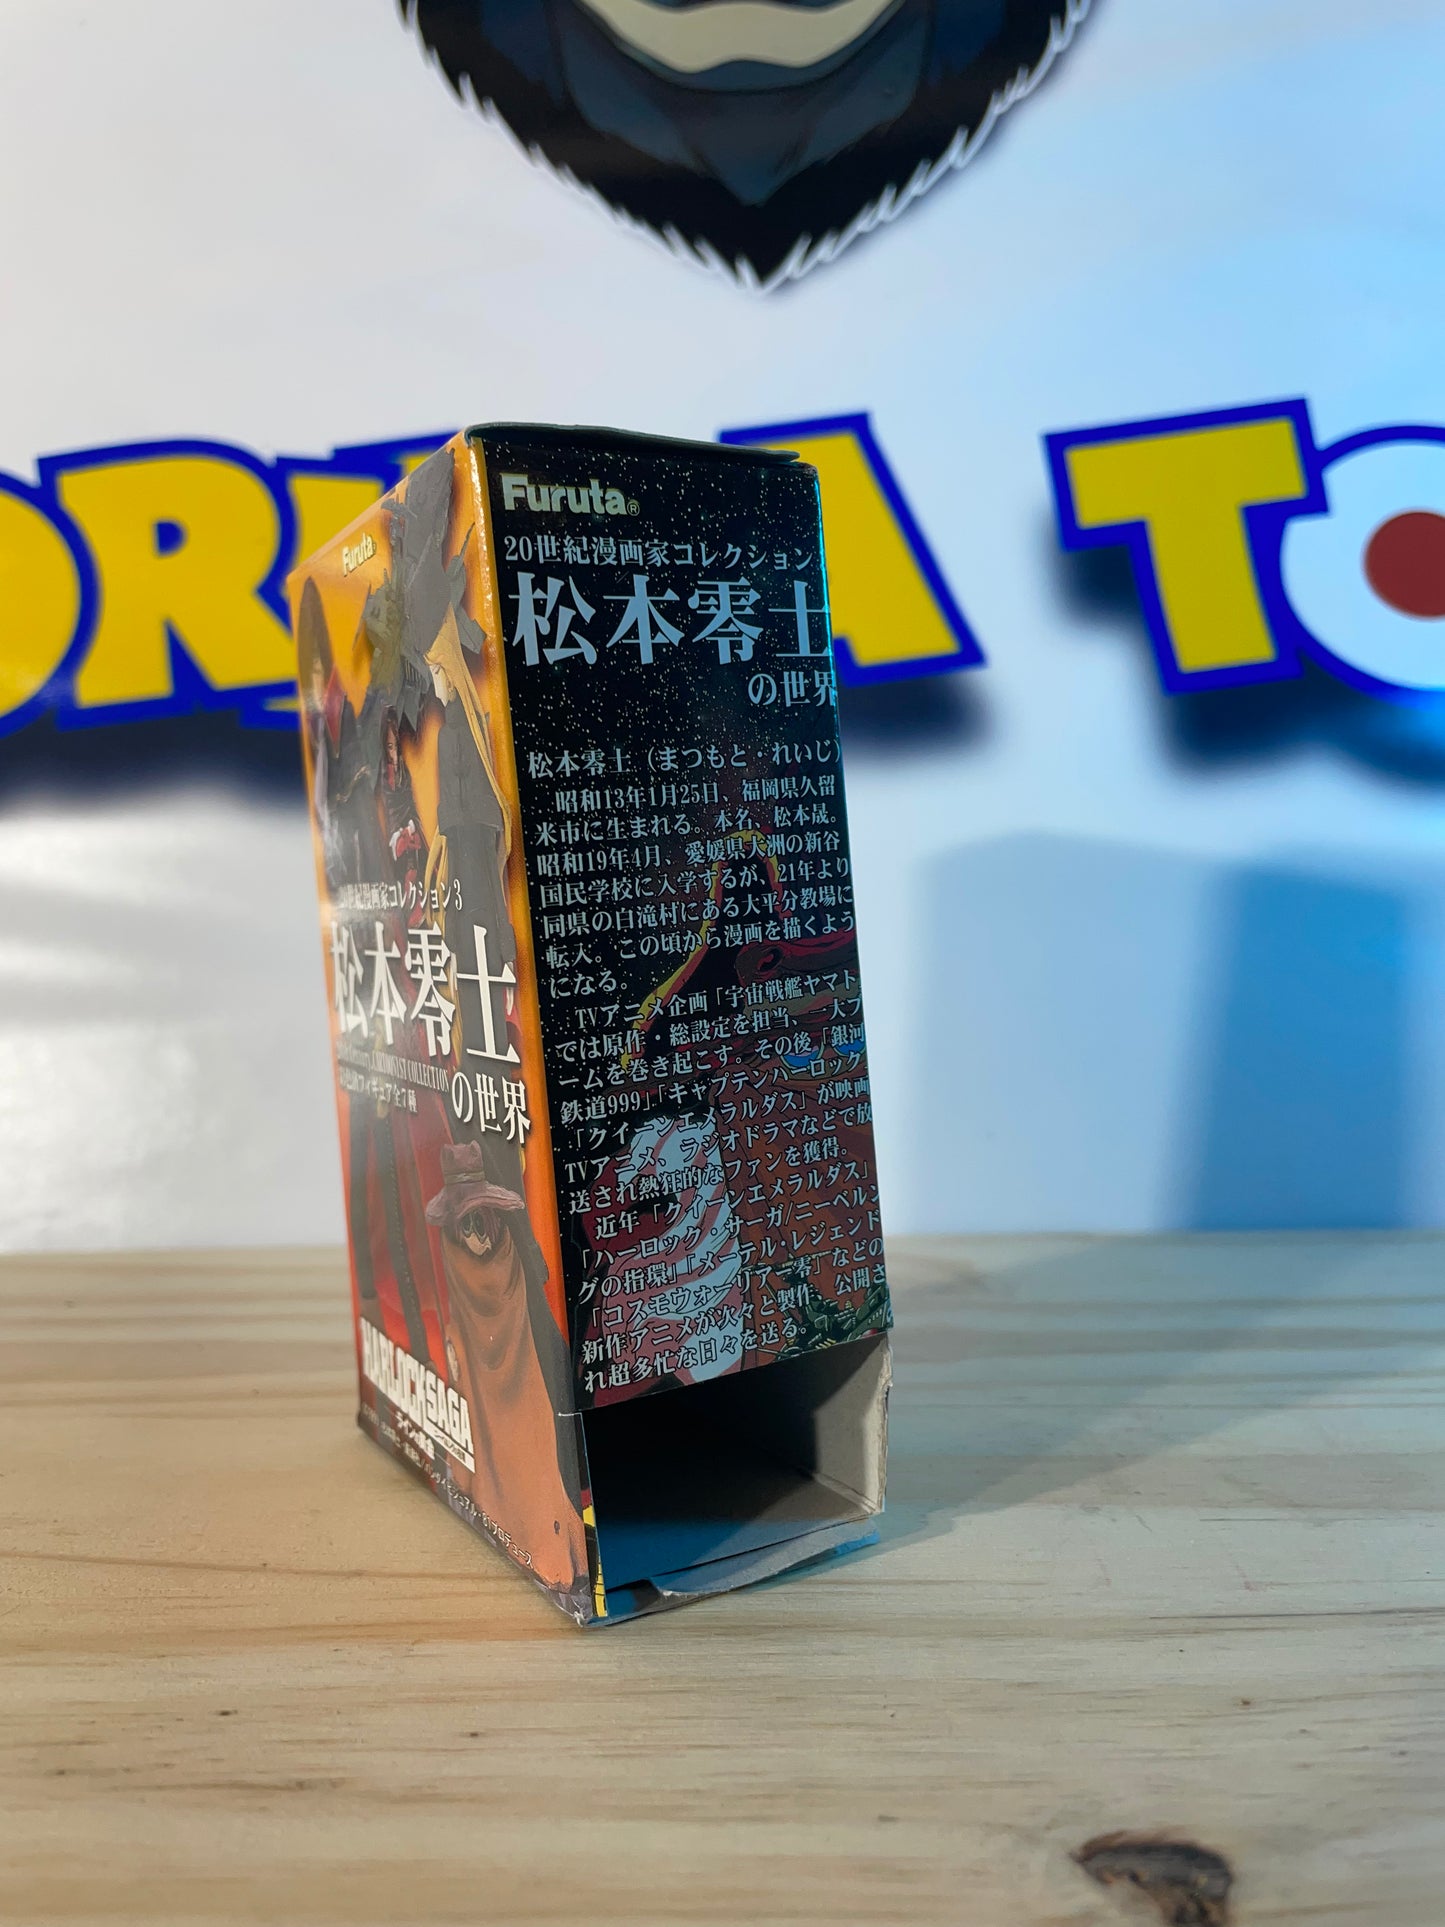 ORILLA TO
Furuta
20世紀漫画家コレクション3
松本零士
の世界
CARTOONIST COLLECTION
フィギュア全7種
HARLOCK SAGA
Furuta®
20世紀漫画家コレクション
松本零士
の世界
松本零士（まつもと・れいじ）
昭和13年1月25日、福岡県久留
米市に生まれる。本名、松本晟。
昭和19年4月、愛媛県大洲の新谷
国民学校に入学するが、21年より
同県の白滝村にある大平分教場に
転入。この頃から漫画を描くよう
になる。
TVアニメ企画「宇宙戦艦ヤマト
では原作・総設定を担当、一大ブ
ームを巻き起こす。その後「銀河
鉄道999」「キャプテンハーロック
「クイーンエメラルダス」が映画
TVアニメ、ラジオドラマなどで放
送され熱狂的なファンを獲得。
近年「クイーンエメラルダス」
「ハーロック・サーガ/ニーベルン
グの指環」「メーテル・レジェンド
「コスモウォーリアー零」などの
新作アニメが次々と製作、公開さ
れ超多忙な日々を送る。